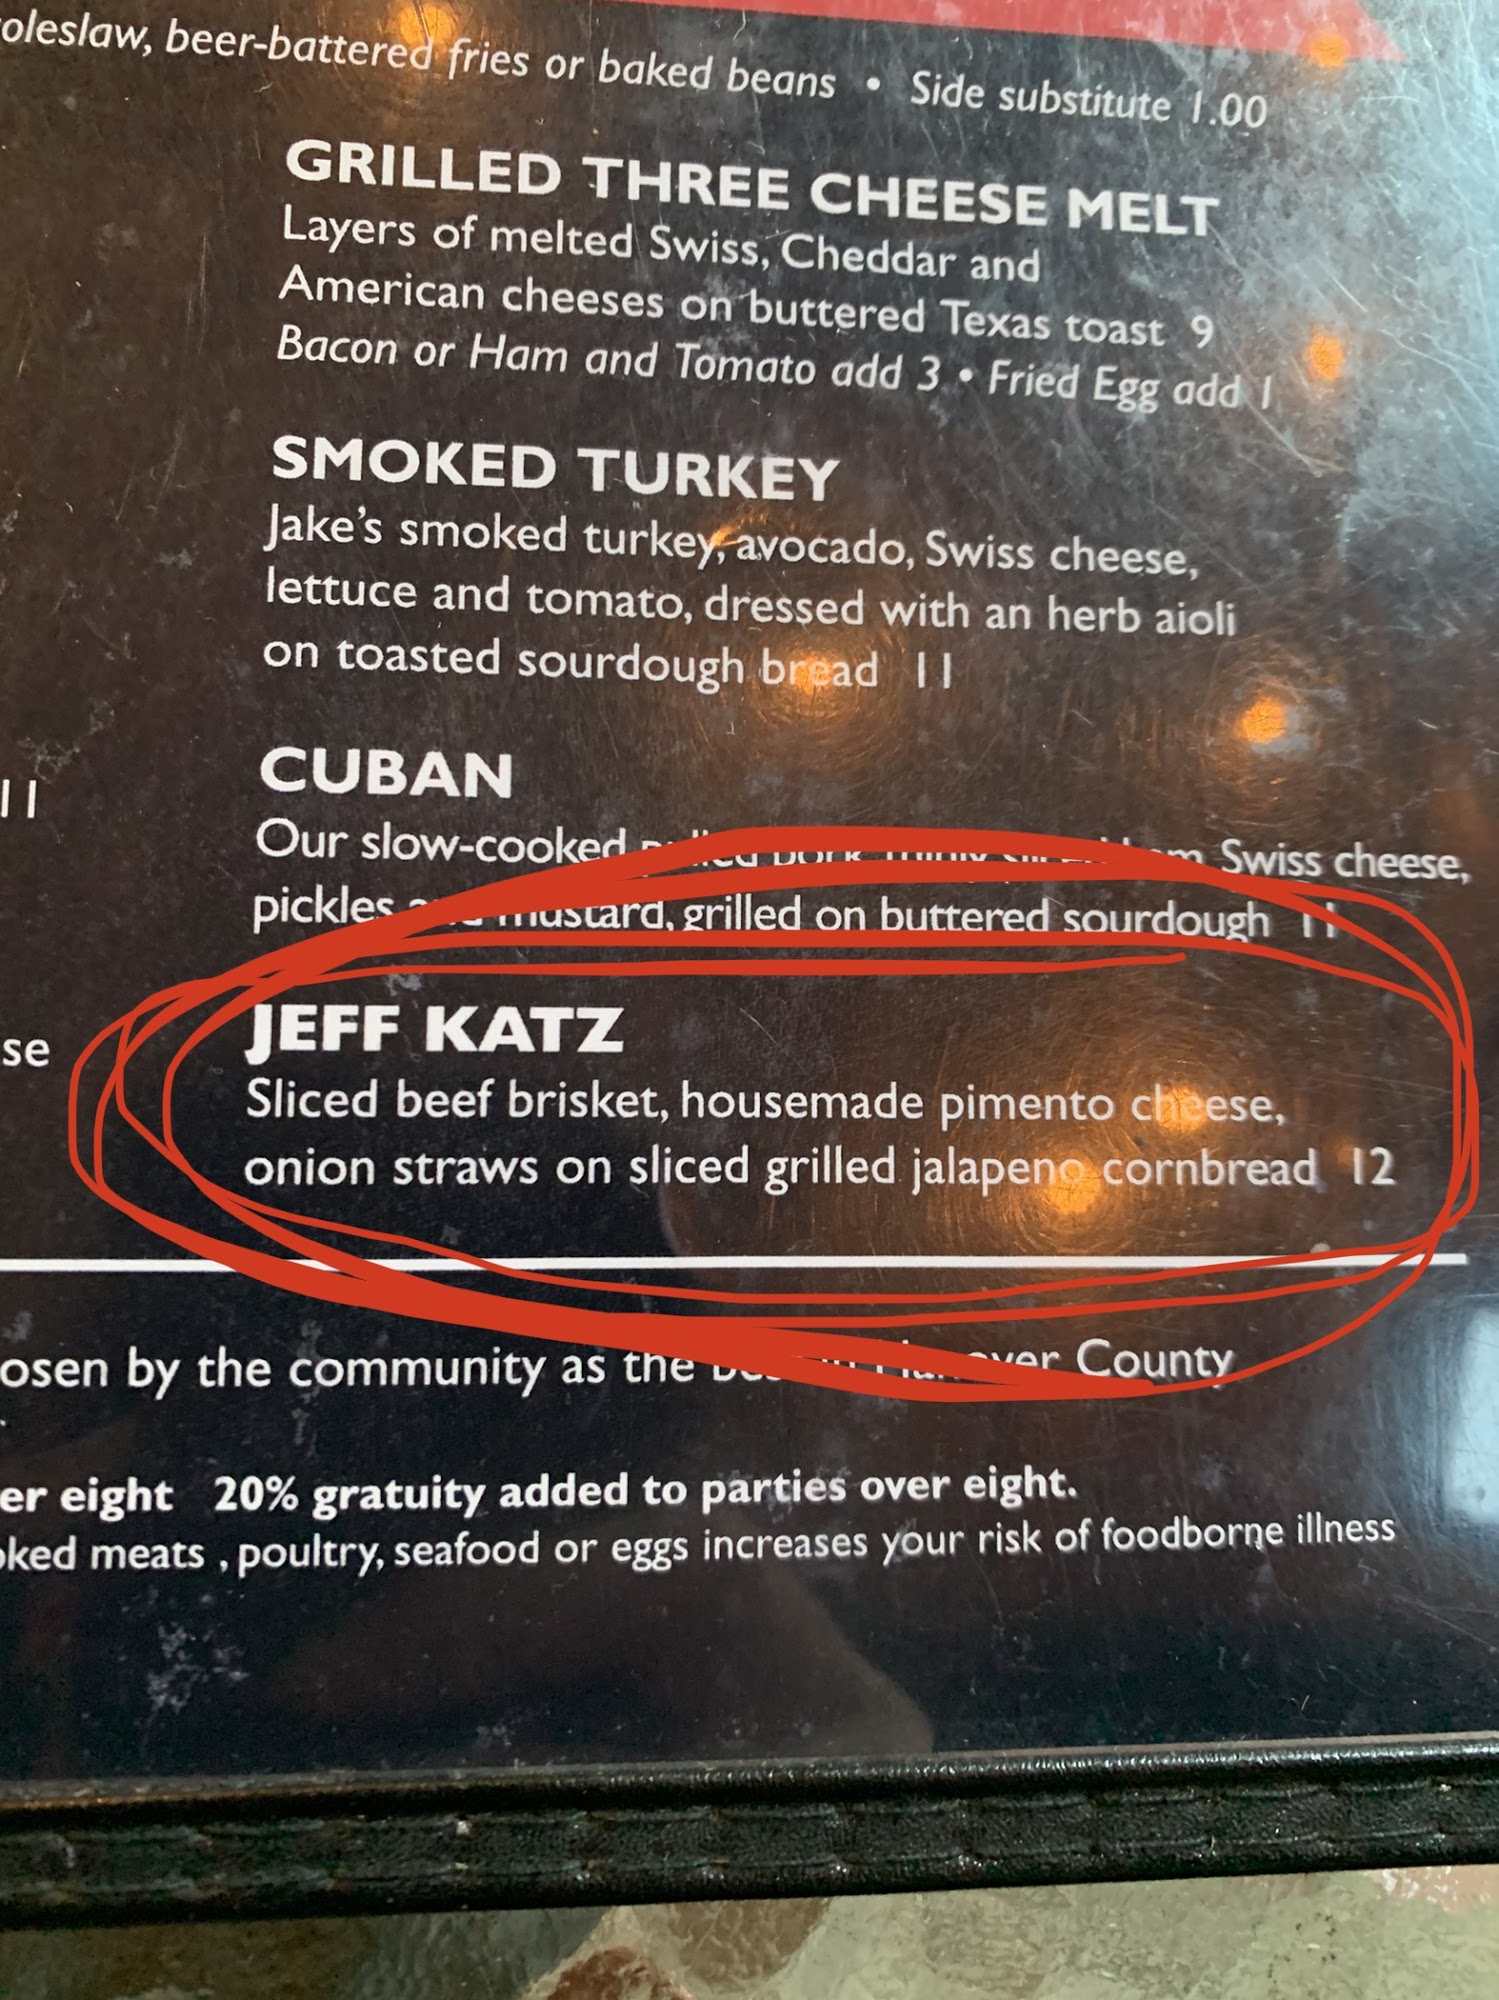 oleslaw, beer-battered fries or baked beans • Side substitute 1.00
GRILLED THREE CHEESE MELT
Layers of melted Swiss, Cheddar and
American cheeses on buttered Texas toast 9
Bacon or Ham and Tomato add 3 • Fried Egg add 1
SMOKED TURKEY
Jake's smoked turkey, avocado, Swiss cheese,
lettuce and tomato, dressed with an herb aioli
on toasted sourdough bread 11
11
CUBAN
Our slow-cooked pulled pork Swiss cheese,
pickles and mustard, grilled on buttered sourdough 11
se
JEFF KATZ
Sliced beef brisket, housemade pimento cheese,
onion straws on sliced grilled jalapeno cornbread 12
osen by the community as the County
er eight 20% gratuity added to parties over eight.
oked meats , poultry, seafood or eggs increases your risk of foodborne illness